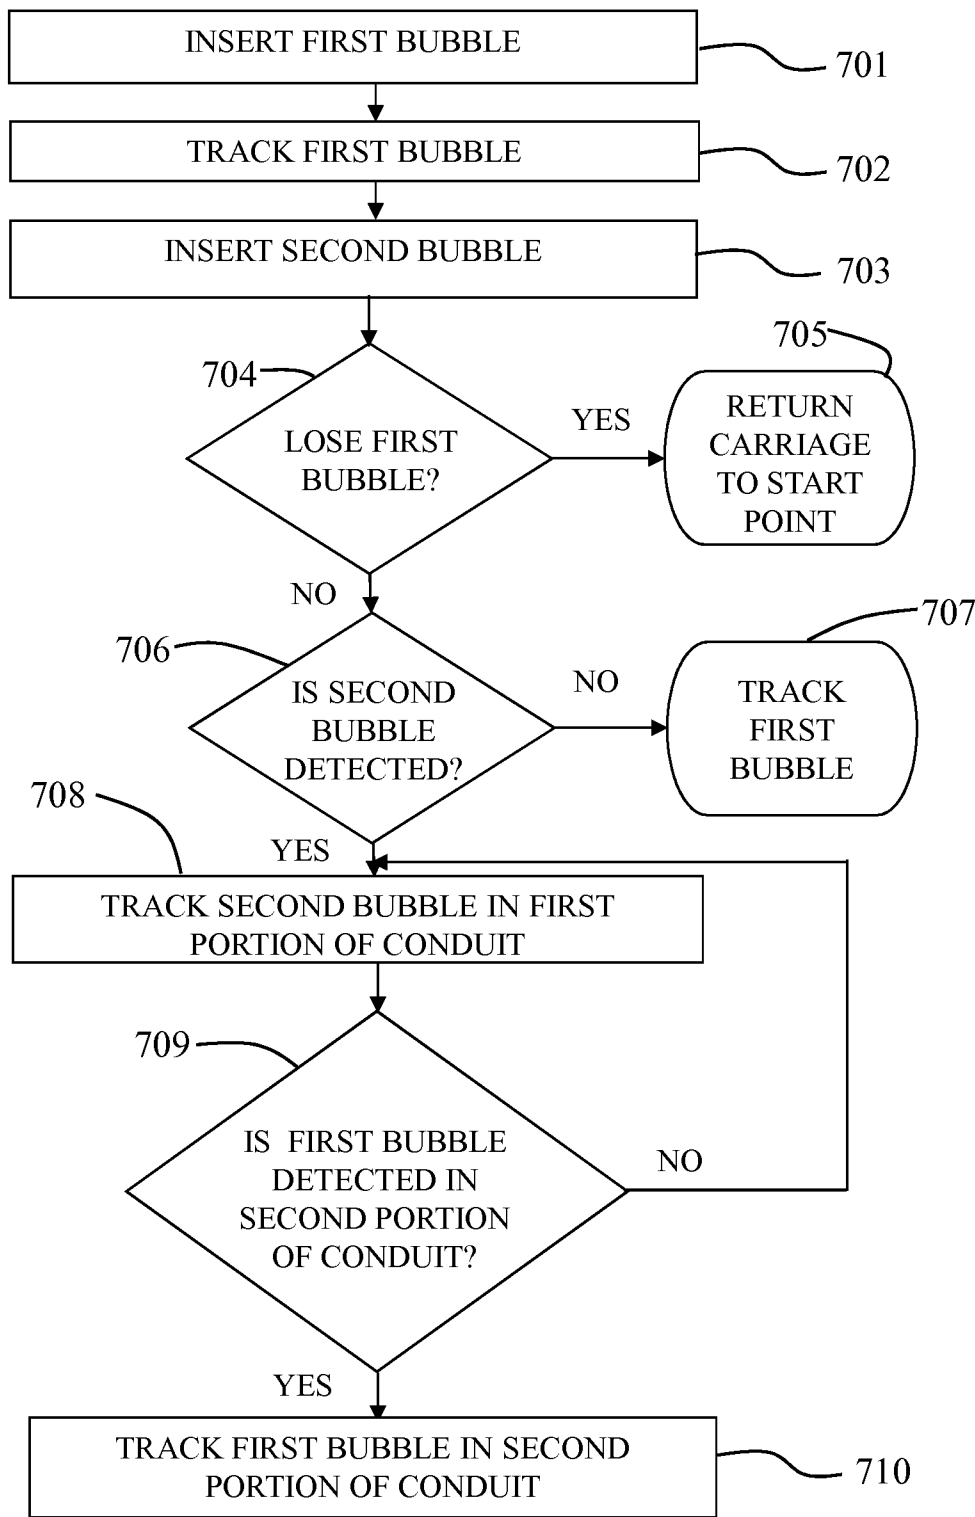 INSERT FIRST BUBBLE
701
TRACK FIRST BUBBLE
702
INSERT SECOND BUBBLE
703
704
LOSE FIRST
BUBBLE?
YES
705
RETURN
CARRIAGE
TO START
POINT
NO
706
IS SECOND
BUBBLE
DETECTED?
NO
707
TRACK
FIRST
BUBBLE
YES
708
TRACK SECOND BUBBLE IN FIRST
PORTION OF CONDUIT
709
IS FIRST BUBBLE
DETECTED IN
SECOND PORTION
OF CONDUIT?
NO
YES
TRACK FIRST BUBBLE IN SECOND
PORTION OF CONDUIT
710